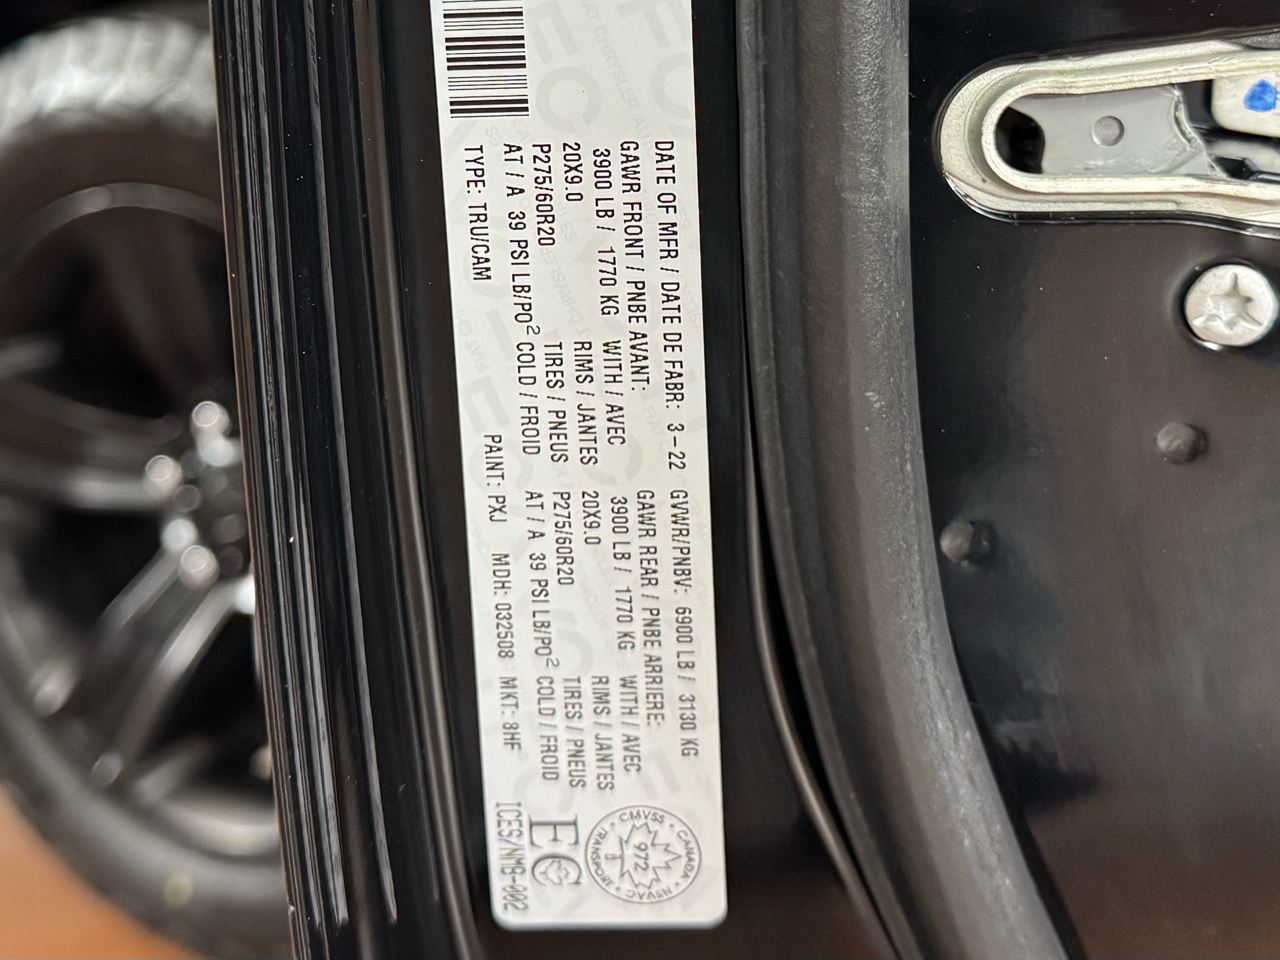 DATE OF MFR / DATE DE FABR: 3-22 GVWR/PNBV: 6900 LB / 3130 KG
GAWR FRONT / PNBE AVANT: GAWR REAR / PNBE ARRIERE:
3900 LB / 1770 KG WITH / AVEC 3900 LB / 1770 KG WITH / AVEC
20X9.0 RIMS / JANTES 20X9.0 RIMS / JANTES
P275/60R20 TIRES / PNEUS P275/60R20 TIRES / PNEUS
AT / A 39 PSI LB/PO² COLD / FROID AT / A 39 PSI LB/PO² COLD / FROID
TYPE: TRU/CAM PAINT: PXJ MDH: 032508 MKT: 8HF
CMVSS • CANADA • NSVAC • TRANSPORT
972
EC
ICES/NMB-002